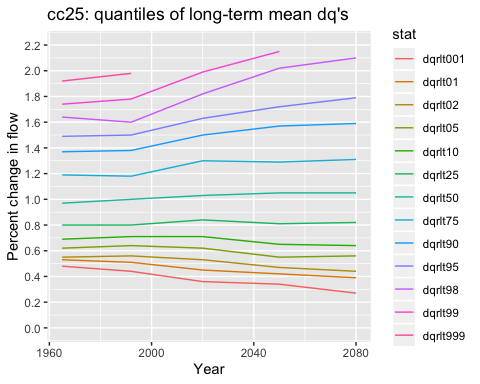 cc25: quantiles of long-term mean dq's
Percent change in flow
2.2
2.0
1.8
1.6
1.4
1.2
1.0
0.8
0.6
0.4
0.2
0.0
1960
2000
2040
2080
Year
stat
dqrlt001
dqrlt01
dqrlt02
dqrlt05
dqrlt10
dqrlt25
dqrlt50
dqrlt75
dqrlt90
dqrlt95
dqrlt98
dqrlt99
dqrlt999